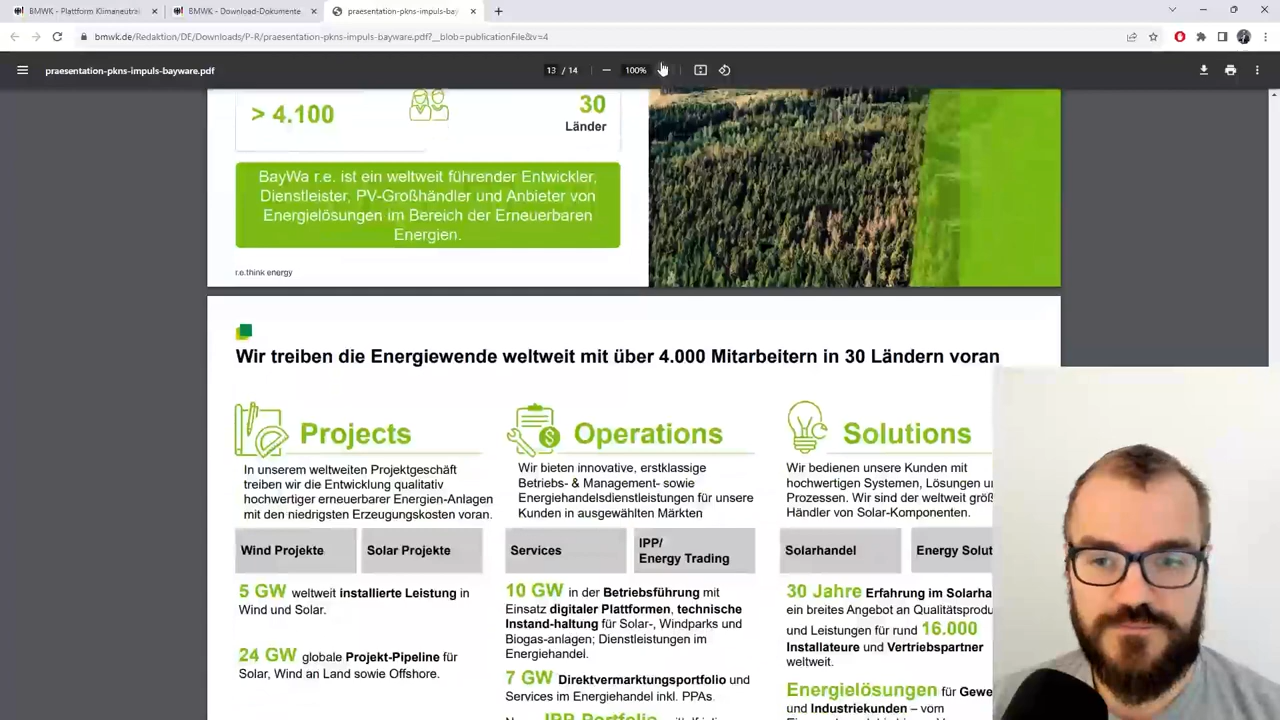 BMWK - Plattform Klimaneutra
BMWK - Download-Dokumente
praesentation-pkns-impuls-bay
bmwk.de/Redaktion/DE/Downloads/P-R/praesentation-pkns-impuls-bayware.pdf?__blob=publicationFile&v=4
praesentation-pkns-impuls-bayware.pdf
13 / 14
100%
> 4.100
30
Länder
BayWa r.e. ist ein weltweit führender Entwickler,
Dienstleister, PV-Großhändler und Anbieter von
Energielösungen im Bereich der Erneuerbaren
Energien.
r.e.think energy
Wir treiben die Energiewende weltweit mit über 4.000 Mitarbeitern in 30 Ländern voran
Projects
In unserem weltweiten Projektgeschäft
treiben wir die Entwicklung qualitativ
hochwertiger erneuerbarer Energien-Anlagen
mit den niedrigsten Erzeugungskosten voran.
Wind Projekte
Solar Projekte
5 GW weltweit installierte Leistung in
Wind und Solar.
24 GW globale Projekt-Pipeline für
Solar, Wind an Land sowie Offshore.
Operations
Wir bieten innovative, erstklassige
Betriebs- & Management- sowie
Energiehandelsdienstleistungen für unsere
Kunden in ausgewählten Märkten
Services
IPP/
Energy Trading
10 GW in der Betriebsführung mit
Einsatz digitaler Plattformen, technische
Instand-haltung für Solar-, Windparks und
Biogas-anlagen; Dienstleistungen im
Energiehandel.
7 GW Direktvermarktungsportfolio und
Services im Energiehandel inkl. PPAs.
IPP Portfolio
Solutions
Wir bedienen unsere Kunden mit
hochwertigen Systemen, Lösungen un
Prozessen. Wir sind der weltweit größ
Händler von Solar-Komponenten.
Solarhandel
Energy Solut
30 Jahre Erfahrung im Solarha
ein breites Angebot an Qualitätsprodu
und Leistungen für rund 16.000
Installateure und Vertriebspartner
weltweit.
Energielösungen für Gewe
und Industriekunden – vom